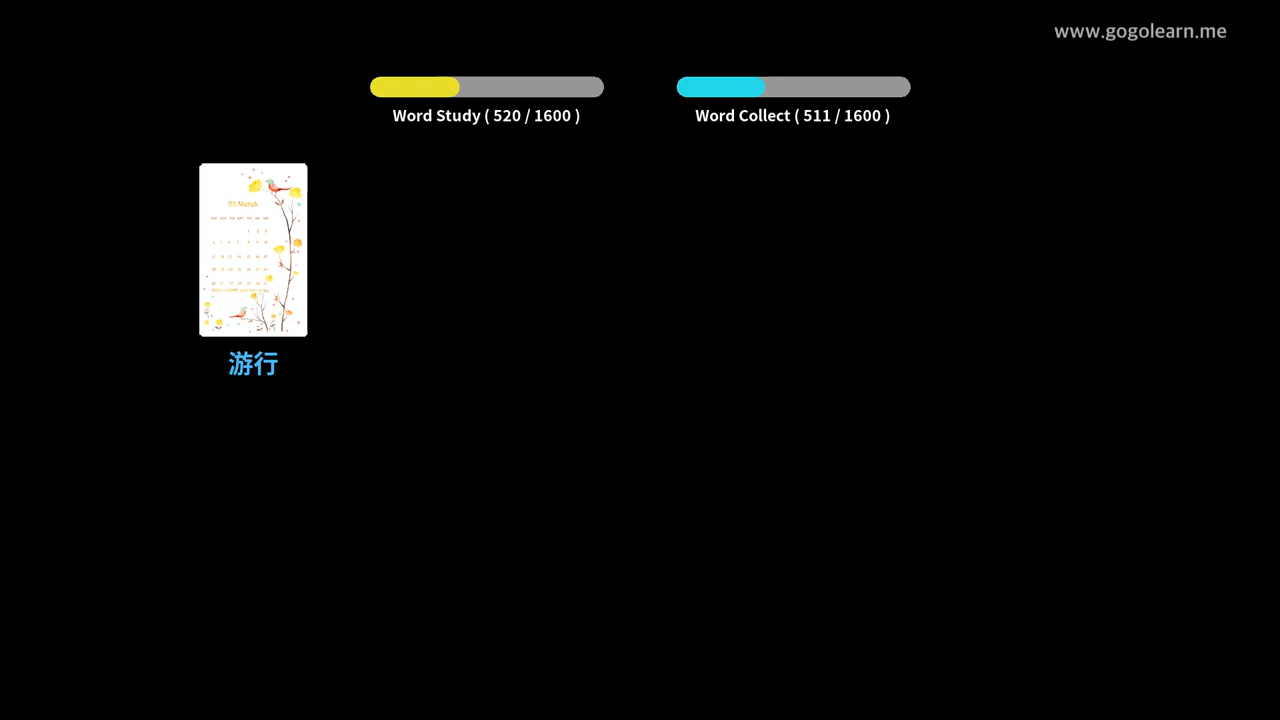 www.gogolearn.me
Word Study ( 520 / 1600 )
Word Collect ( 511 / 1600 )
03 March
游行